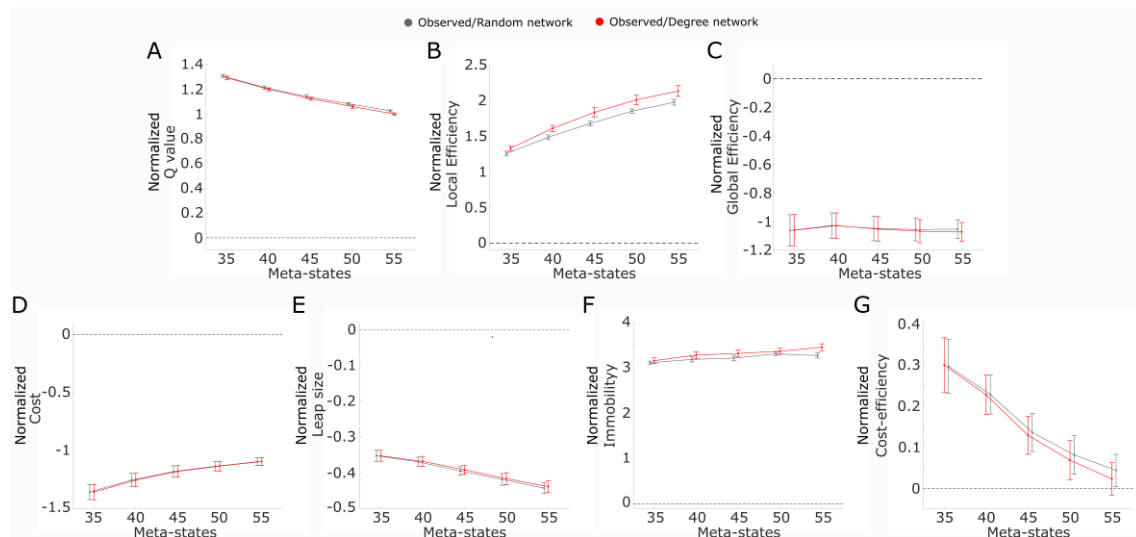 Observed/Random network Observed/Degree network
A
Normalized
Q value
1.4
1.2
1
0.8
0.6
0.4
0.2
0
35 40 45 50 55
Meta-states
B
Normalized
Local Efficiency
2.5
2
1.5
1
0.5
0
35 40 45 50 55
Meta-states
C
Normalized
Global Efficiency
0
-0.2
-0.4
-0.6
-0.8
-1
-1.2
35 40 45 50 55
Meta-states
D
Normalized
Cost
0
-0.5
-1
-1.5
35 40 45 50 55
Meta-states
E
Normalized
Leap size
0
-0.1
-0.2
-0.3
-0.4
-0.5
35 40 45 50 55
Meta-states
F
Normalized
Immobilityy
4
3
2
1
0
35 40 45 50 55
Meta-states
G
Normalized
Cost-efficiency
0.4
0.3
0.2
0.1
0
35 40 45 50 55
Meta-states